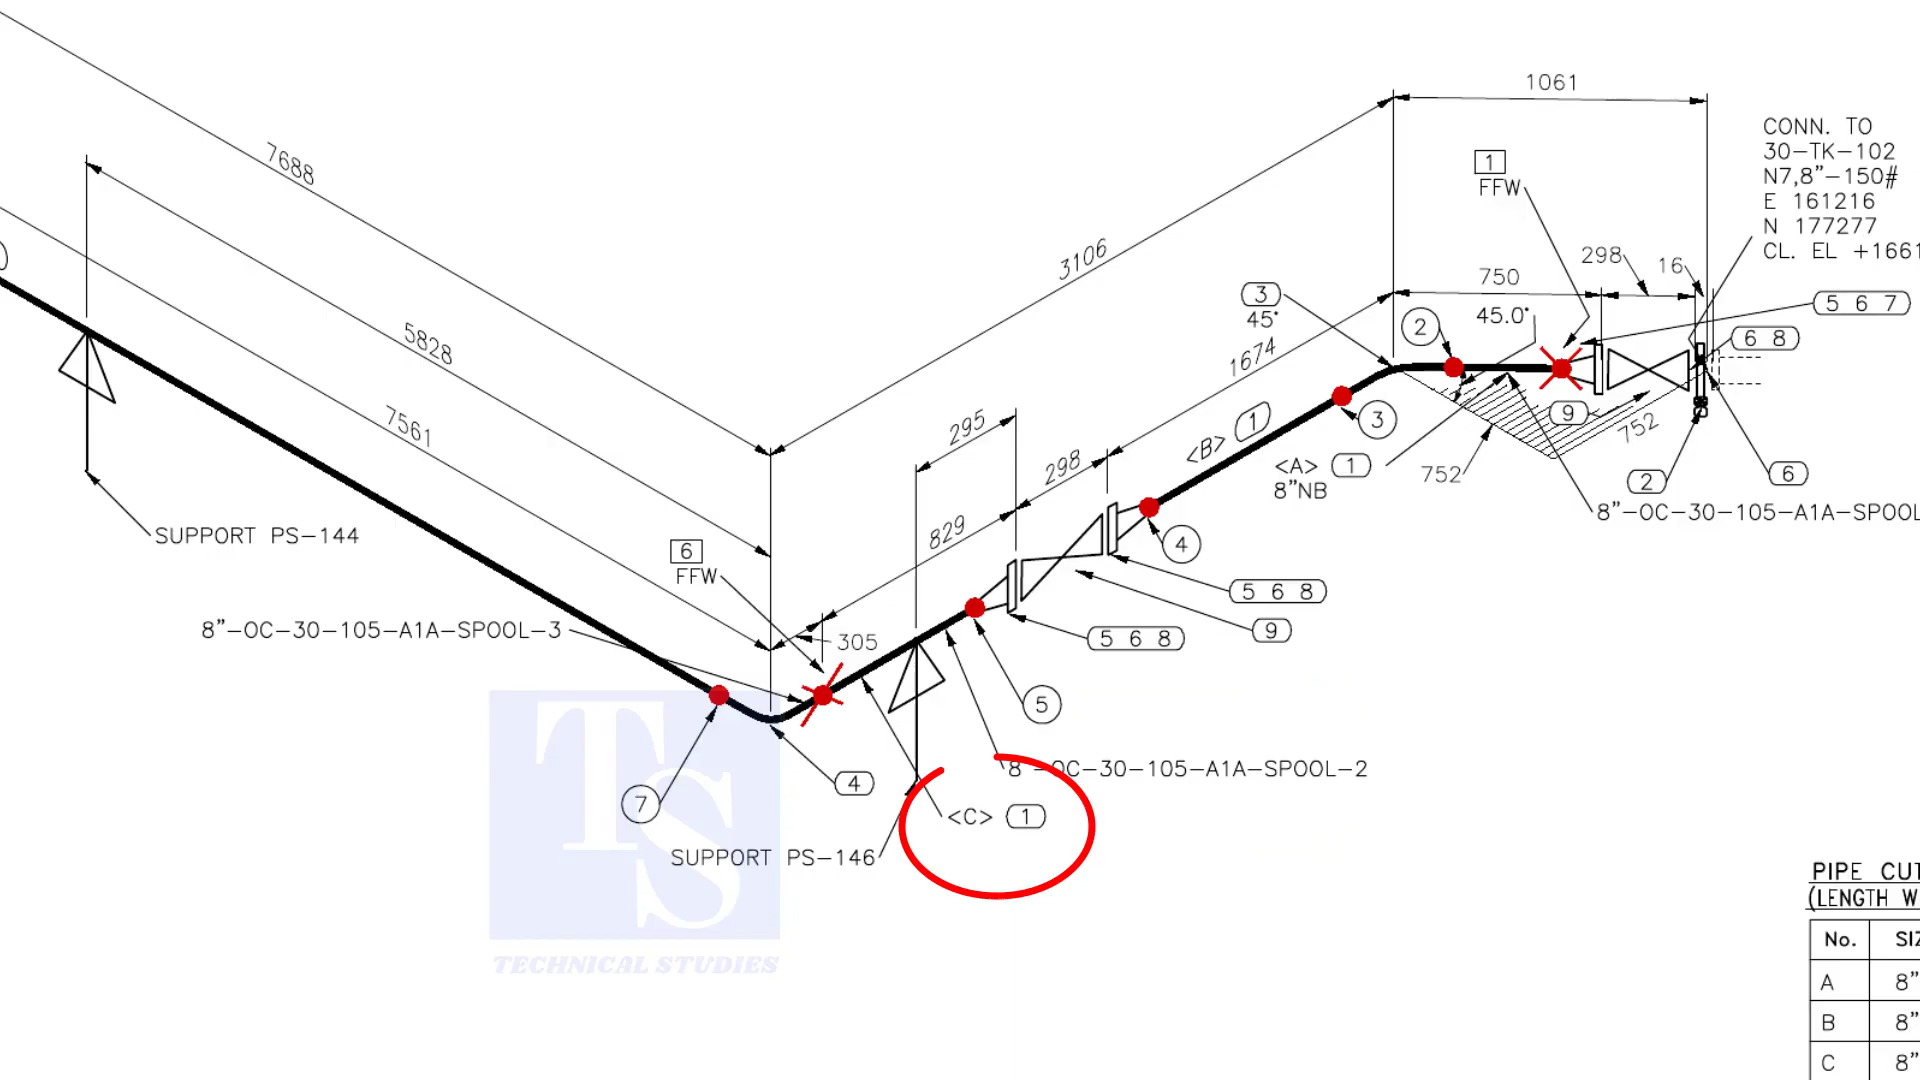 1061
CONN. TO
30-TK-102
N7,8"-150#
E 161216
N 177277
CL. EL +1661
7688
1
FFW
3106
298
16
750
3
45°
2
45.0°
5 6 7
6 8
5828
1674
9
3
752
7561
295
<B> 1
298
<A> 1
8"NB
752
2
6
8"-OC-30-105-A1A-SPOOL
SUPPORT PS-144
829
4
6
FFW
5 6 8
8"-OC-30-105-A1A-SPOOL-3
305
5 6 8
9
5
8 -OC-30-105-A1A-SPOOL-2
4
7
<C> 1
SUPPORT PS-146
TS
TECHNICAL STUDIES
PIPE CUT
(LENGTH W
No. SIZ
A 8"
B 8"
C 8"